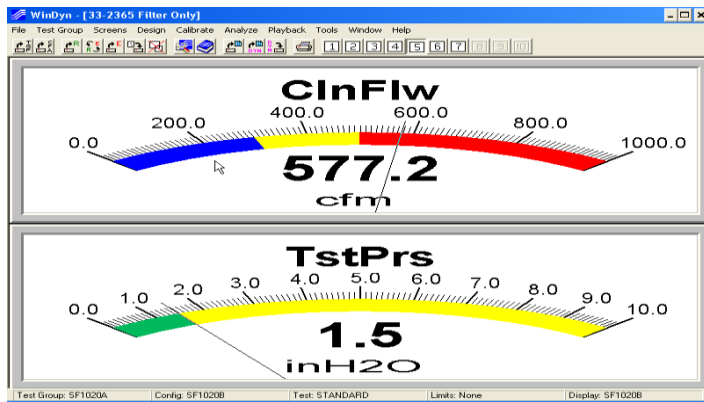 WinDyn - [33-2365 Filter Only]
File Test Group Screens Design Calibrate Analyze Playback Tools Window Help
1 2 3 4 5 6 7 8 9 10
ClnFlw
0.0 200.0 400.0 600.0 800.0 1000.0
577.2
cfm
TstPrs
0.0 1.0 2.0 3.0 4.0 5.0 6.0 7.0 8.0 9.0 10.0
1.5
inH2O
Test Group: SF1020A Config: SF1020B Test: STANDARD Limits: None Display: SF1020B